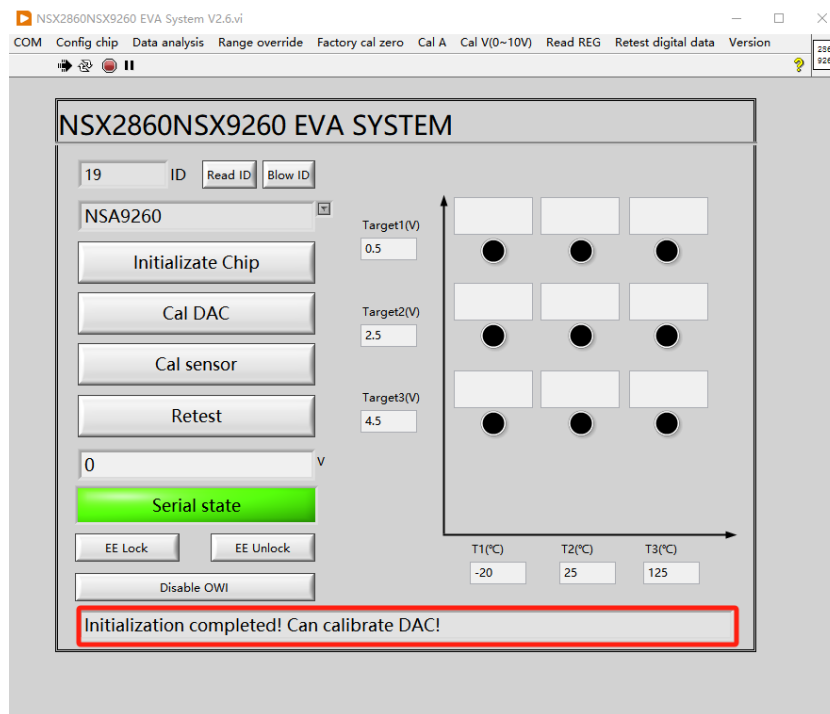 NSX2860NSX9260 EVA System V2.6.vi
COM Config chip Data analysis Range override Factory cal zero Cal A Cal V(0~10V) Read REG Retest digital data Version
NSX2860NSX9260 EVA SYSTEM
19 ID Read ID Blow ID
NSA9260
Initializate Chip
Cal DAC
Cal sensor
Retest
0 V
Serial state
EE Lock EE Unlock
Disable OWI
Target1(V)
0.5
Target2(V)
2.5
Target3(V)
4.5
T1(℃) T2(℃) T3(℃)
-20 25 125
Initialization completed! Can calibrate DAC!